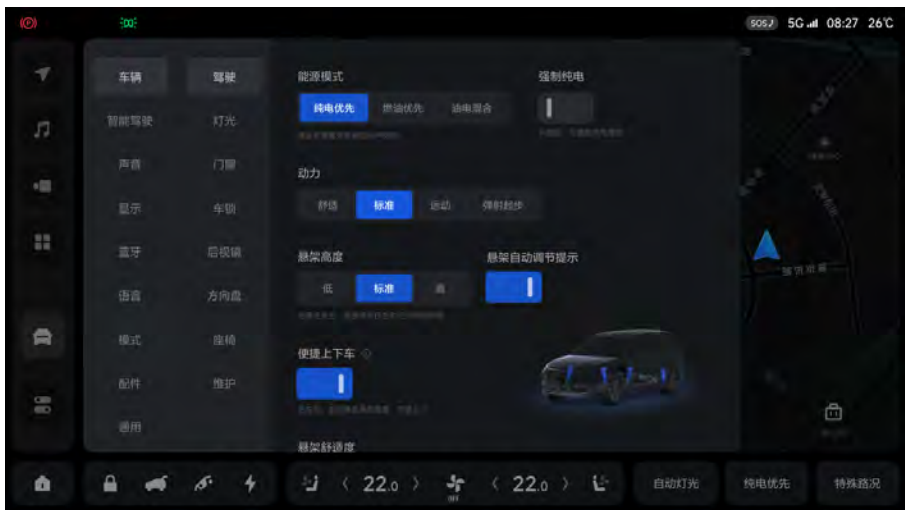 (P)
SOS
5G
08:27
26℃
车辆
驾驶
能源模式
强制纯电
智能驾驶
灯光
纯电优先
燃油优先
油电混合
声音
门窗
动力
显示
车锁
舒适
标准
运动
弹射起步
蓝牙
后视镜
悬架高度
悬架自动调节提示
语言
方向盘
低
标准
高
模式
座椅
便捷上下车
配件
维护
通用
悬架舒适度
22.0
OFF
22.0
自动灯光
纯电优先
特殊路况